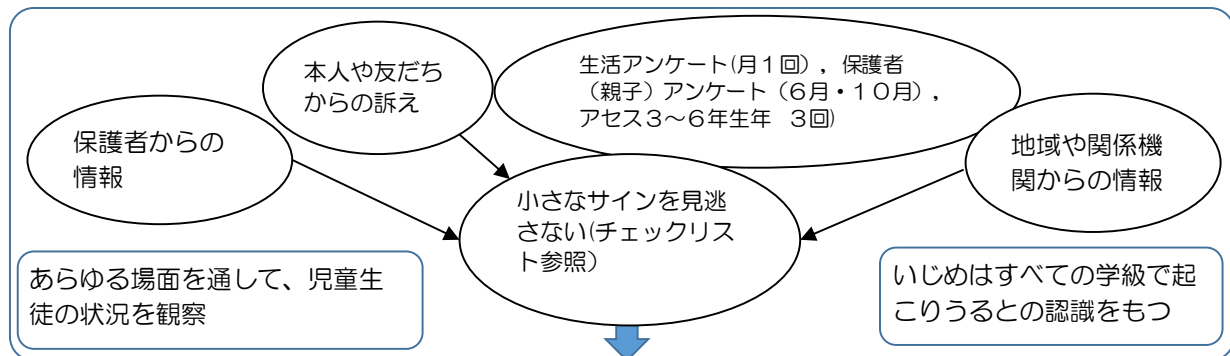 本人や友だち
からの訴え
生活アンケート(月１回），保護者
（親子）アンケート（６月・１０月），
アセス３～６年生年　３回)
保護者からの
情報
地域や関係機
関からの情報
小さなサインを見逃
さない(チェックリス
ト参照）
あらゆる場面を通して、児童生
徒の状況を観察
いじめはすべての学級で起
こりうるとの認識をもつ